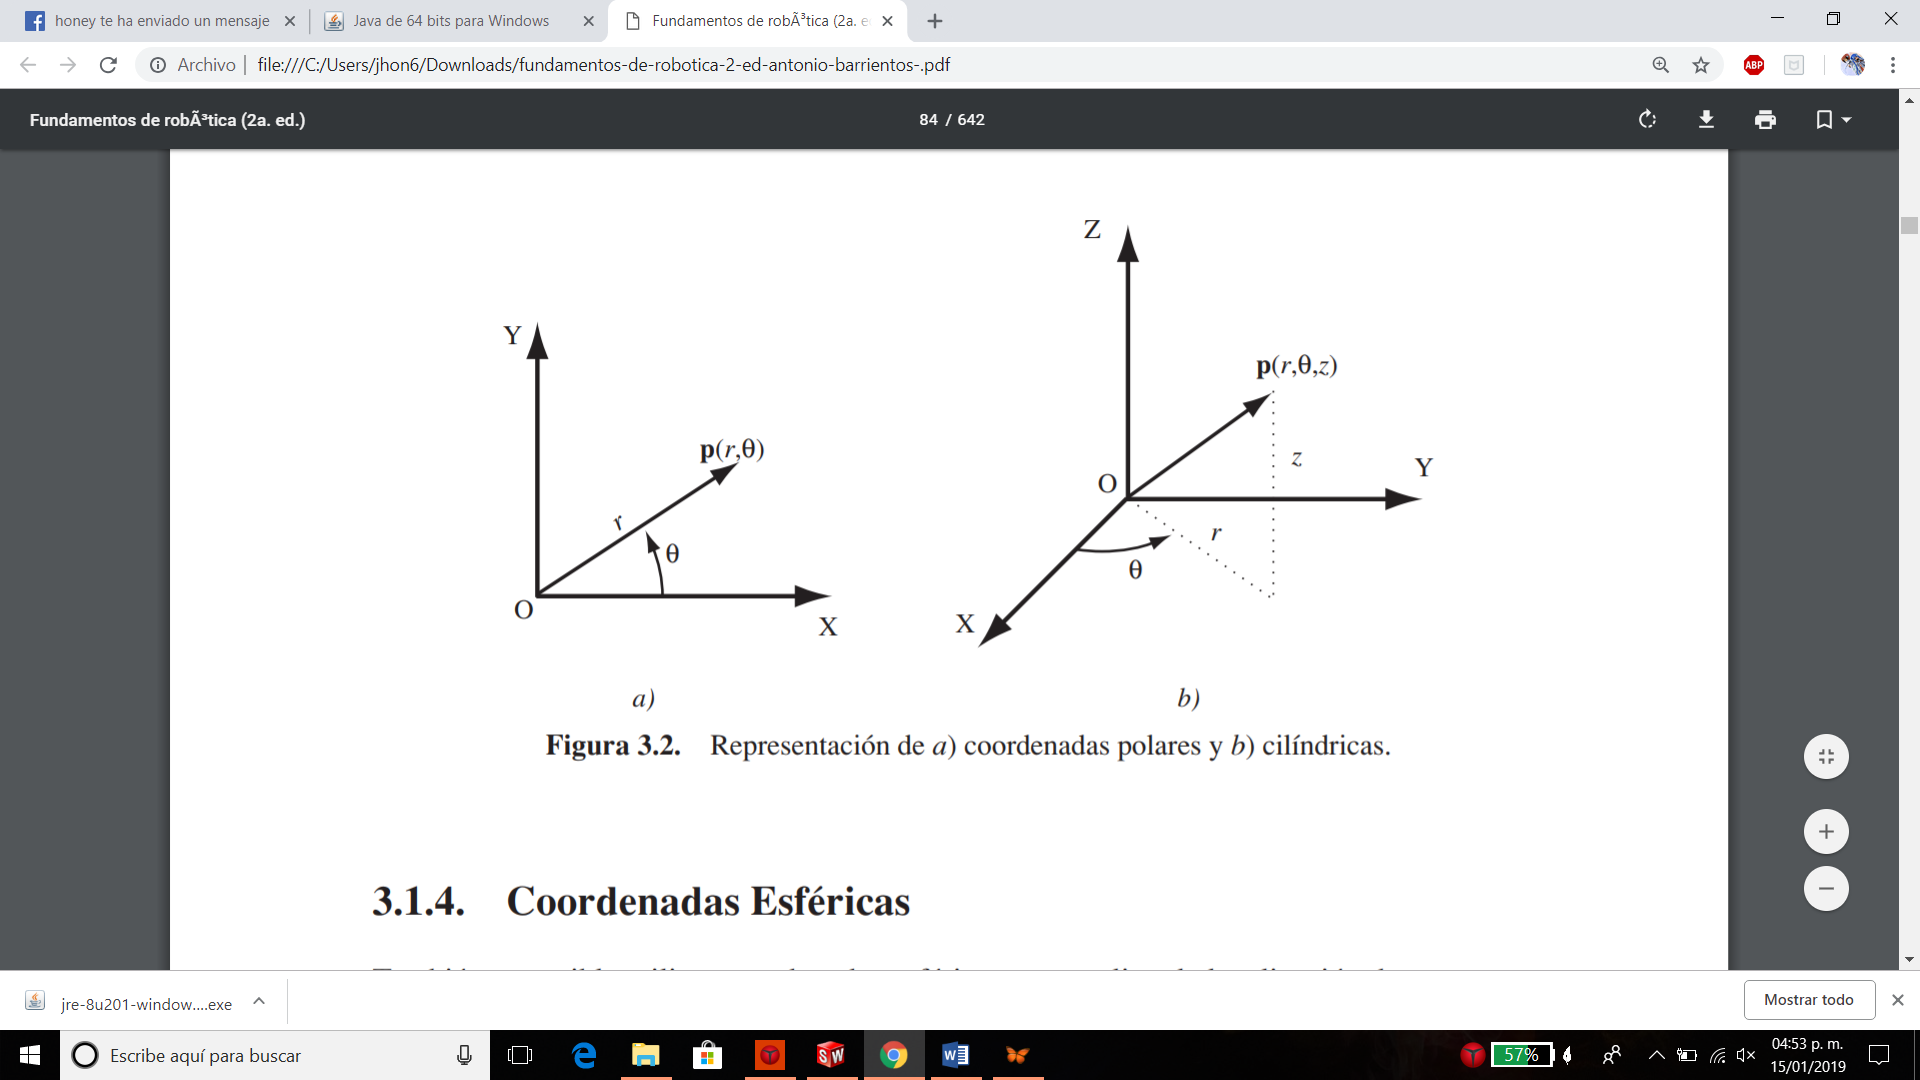 honey te ha enviado un mensaje
Java de 64 bits para Windows
Fundamentos de robÃ³tica (2a. e
Archivo
file:///C:/Users/jhon6/Downloads/fundamentos-de-robotica-2-ed-antonio-barrientos-.pdf
ABP
Fundamentos de robÃ³tica (2a. ed.)
84 / 642
Z
Y
p(r,θ,z)
p(r,θ)
z
Y
O
r
r
θ
θ
O
X
X
a)
b)
Figura 3.2. Representación de a) coordenadas polares y b) cilíndricas.
3.1.4. Coordenadas Esféricas
jre-8u201-window....exe
Mostrar todo
Escribe aquí para buscar
57%
04:53 p. m.
15/01/2019